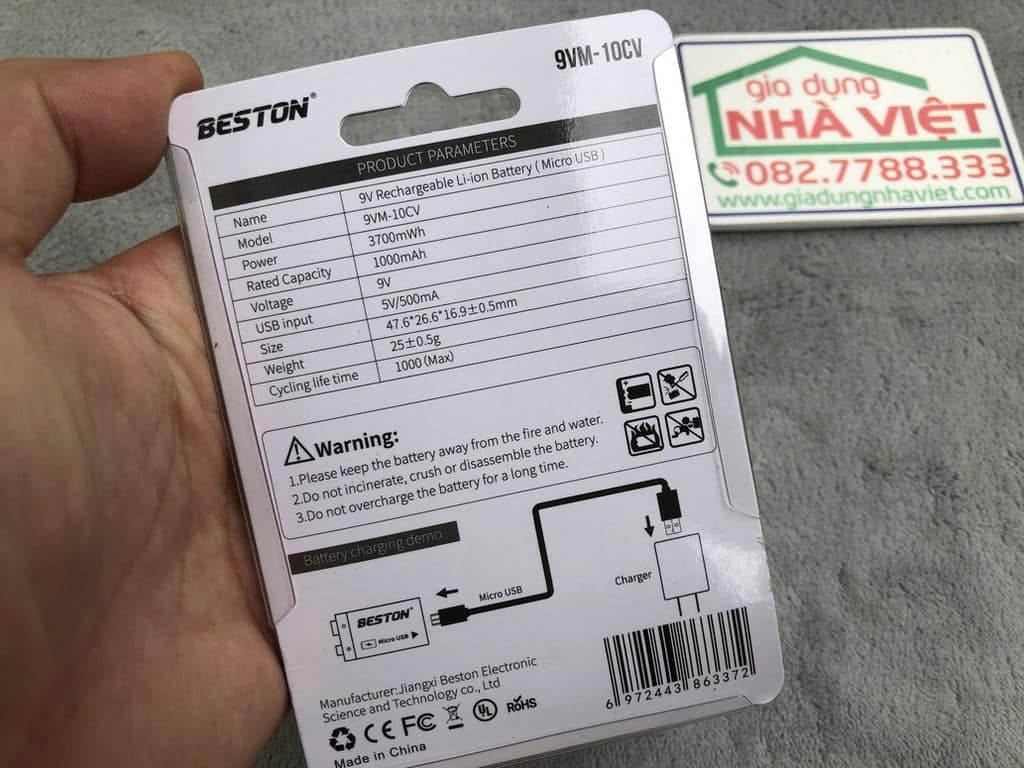 BESTON®
9VM-10CV
PRODUCT PARAMETERS
Name 9V Rechargeable Li-ion Battery ( Micro USB )
Model 9VM-10CV
Power 3700mWh
Rated Capacity 1000mAh
Voltage 9V
USB input 5V/500mA
Size 47.6*26.6*16.9±0.5mm
Weight 25±0.5g
Cycling life time 1000 (Max)
Warning:
1.Please keep the battery away from the fire and water.
2.Do not incinerate, crush or disassemble the battery.
3.Do not overcharge the battery for a long time.
Battery charging demo
Micro USB
Charger
BESTON®
Micro USB
Manufacturer:Jiangxi Beston Electronic
Science and Technology co., Ltd
CE FC UL RoHS
Made in China
6 972443 863372
gia dụng
NHÀ VIỆT
082.7788.333
www.giadungnhaviet.com